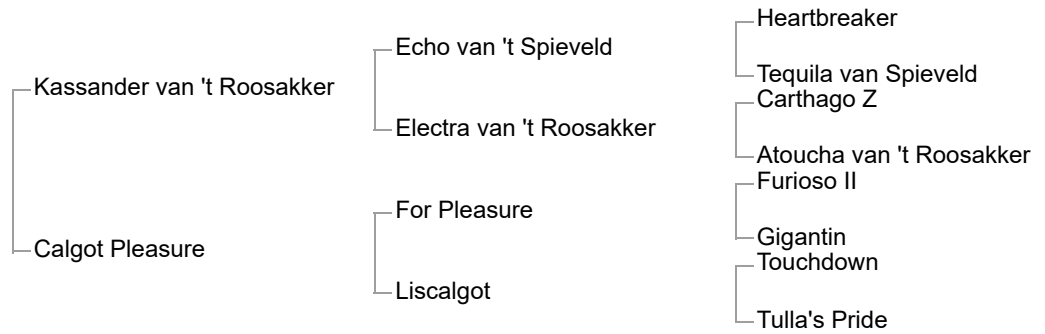 Heartbreaker
Echo van 't Spieveld
Tequila van Spieveld
Kassander van 't Roosakker
Carthago Z
Electra van 't Roosakker
Atoucha van 't Roosakker
Furioso II
For Pleasure
Gigantin
Calgot Pleasure
Touchdown
Liscalgot
Tulla's Pride